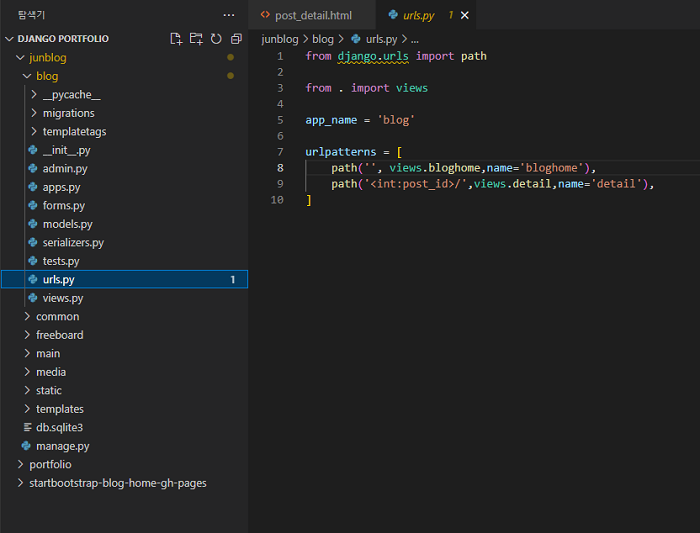 탐색기 ...
DJANGO PORTFOLIO
junblog
blog
__pycache__
migrations
templatetags
__init__.py
admin.py
apps.py
forms.py
models.py
serializers.py
tests.py
urls.py 1
views.py
common
freeboard
main
media
static
templates
db.sqlite3
manage.py
portfolio
startbootstrap-blog-home-gh-pages
post_detail.html urls.py 1
junblog > blog > urls.py > ...
1 from django.urls import path
2
3 from . import views
4
5 app_name = 'blog'
6
7 urlpatterns = [
8 path('', views.bloghome,name='bloghome'),
9 path('<int:post_id>/',views.detail,name='detail'),
10 ]